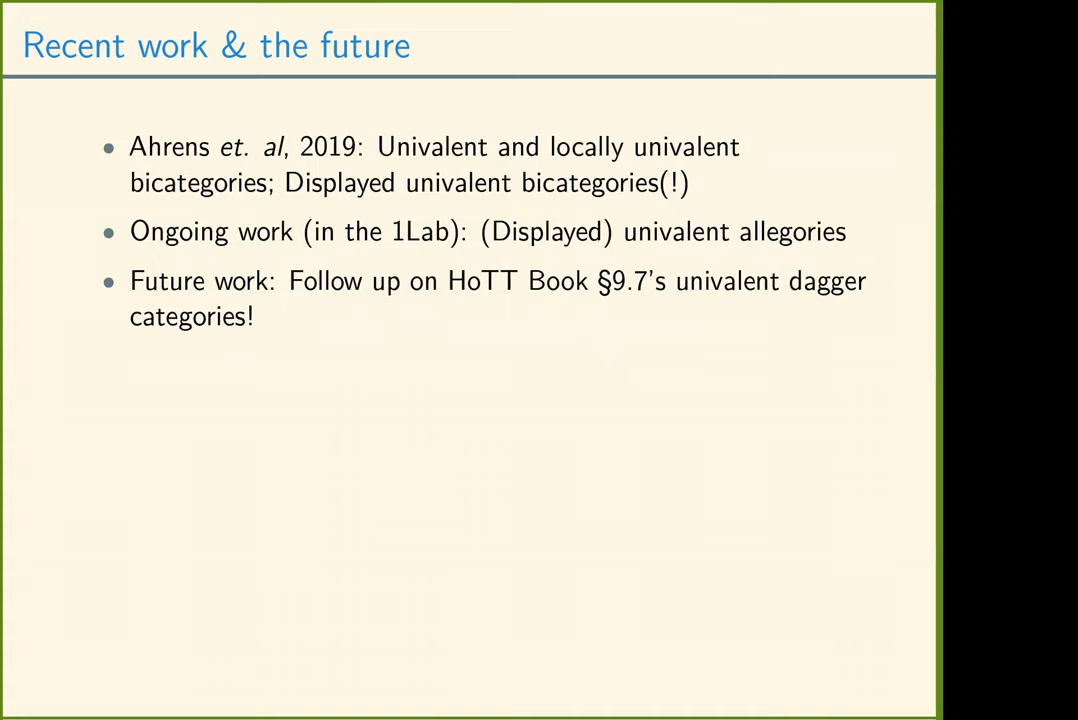 Recent work & the future
• Ahrens et. al, 2019: Univalent and locally univalent
bicategories; Displayed univalent bicategories(!)
• Ongoing work (in the 1Lab): (Displayed) univalent allegories
• Future work: Follow up on HoTT Book §9.7's univalent dagger
categories!